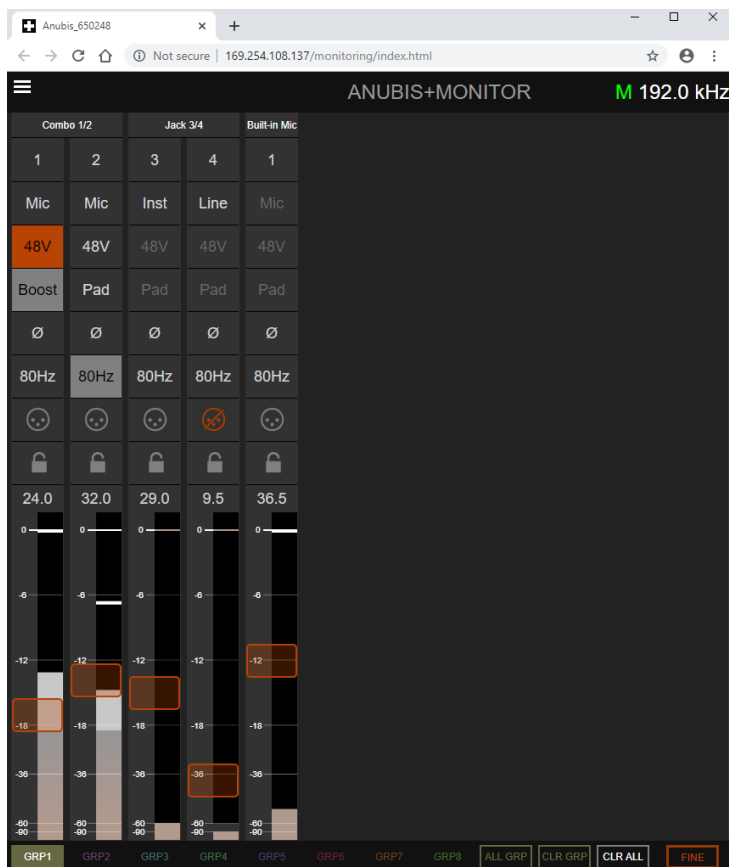 Anubis_650248
Not secure | 169.254.108.137/monitoring/index.html
ANUBIS+MONITOR M 192.0 kHz
Combo 1/2 Jack 3/4 Built-in Mic
1 2 3 4 1
Mic Mic Inst Line Mic
48V 48V 48V 48V 48V
Boost Pad Pad Pad Pad
Ø Ø Ø Ø Ø
80Hz 80Hz 80Hz 80Hz 80Hz
24.0 32.0 29.0 9.5 36.5
0 0 0 0 0
-6 -6 -6 -6 -6
-12 -12 -12 -12 -12
-18 -18 -18 -18 -18
-36 -36 -36 -36 -36
-60 -60 -60 -60 -60
-90 -90 -90 -90 -90
GRP1 GRP2 GRP3 GRP4 GRP5 GRP6 GRP7 GRP8 ALL GRP CLR GRP CLR ALL FINE